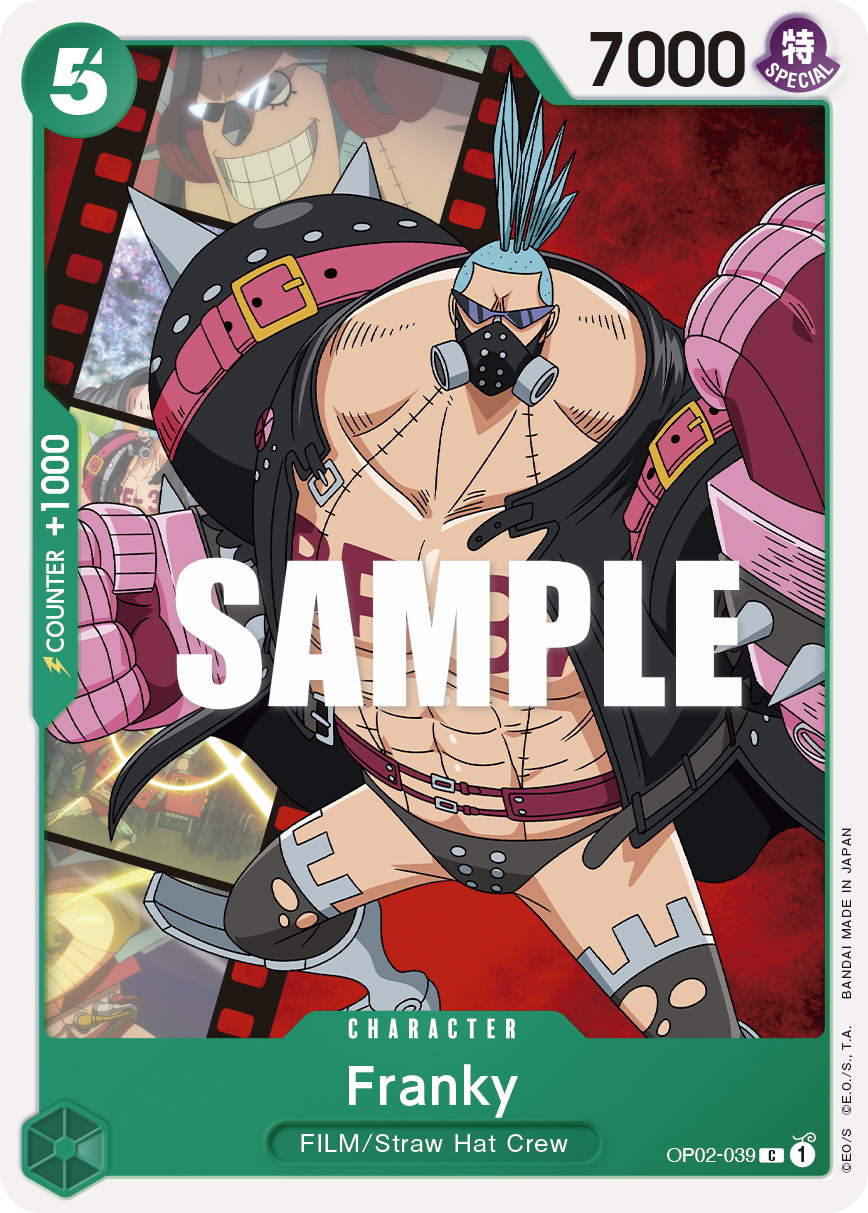 5
7000
特
SPECIAL
COUNTER +1000
SAMPLE
CHARACTER
Franky
FILM/Straw Hat Crew
OP02-039 C 1
©EO/S ©E.O./S., T.A. BANDAI MADE IN JAPAN